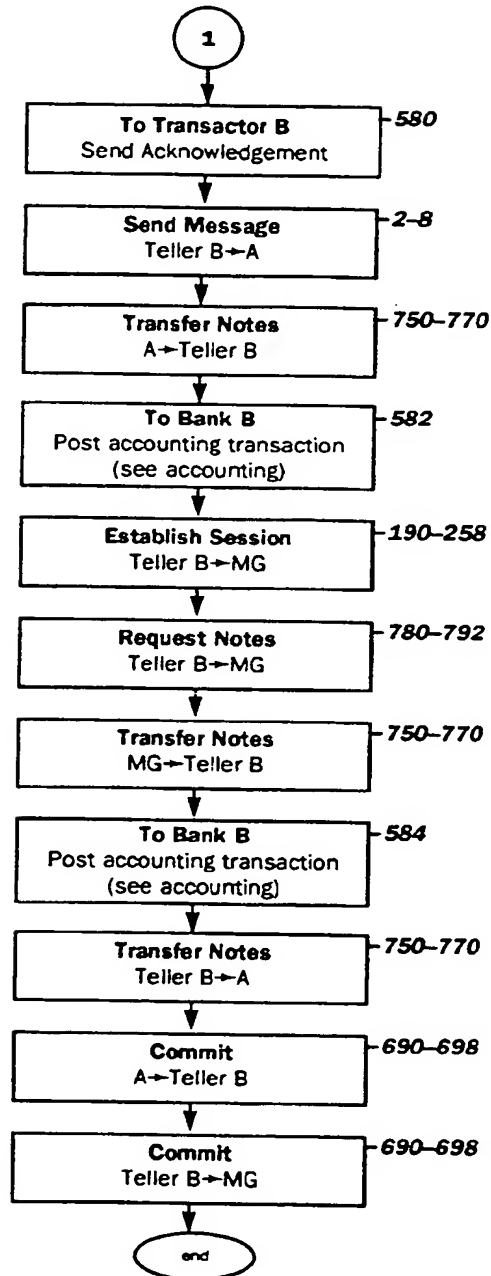 1
To Transactor B
Send Acknowledgement
580
Send Message
Teller B→A
2–8
Transfer Notes
A→Teller B
750–770
To Bank B
Post accounting transaction
(see accounting)
582
Establish Session
Teller B→MG
190–258
Request Notes
Teller B→MG
780–792
Transfer Notes
MG→Teller B
750–770
To Bank B
Post accounting transaction
(see accounting)
584
Transfer Notes
Teller B→A
750–770
Commit
A→Teller B
690–698
Commit
Teller B→MG
690–698
end